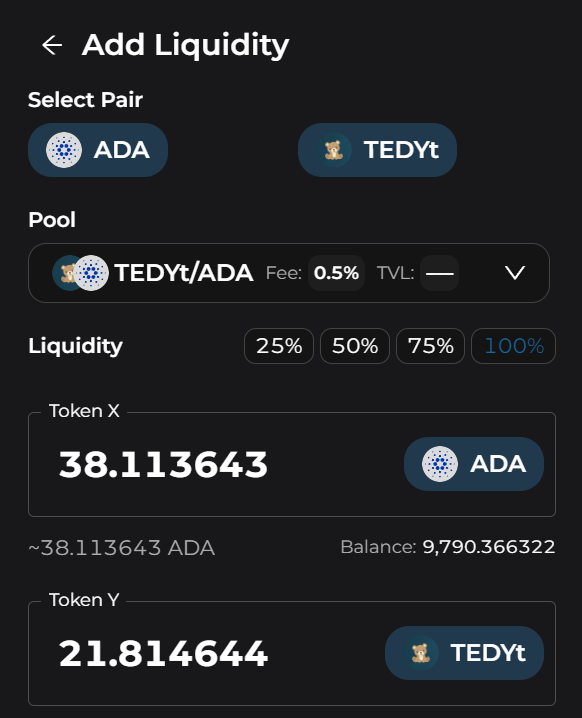 Add Liquidity
Select Pair
ADA TEDYt
Pool
TEDYt/ADA Fee: 0.5% TVL: —
Liquidity 25% 50% 75% 100%
Token X
38.113643 ADA
~38.113643 ADA Balance: 9,790.366322
Token Y
21.814644 TEDYt